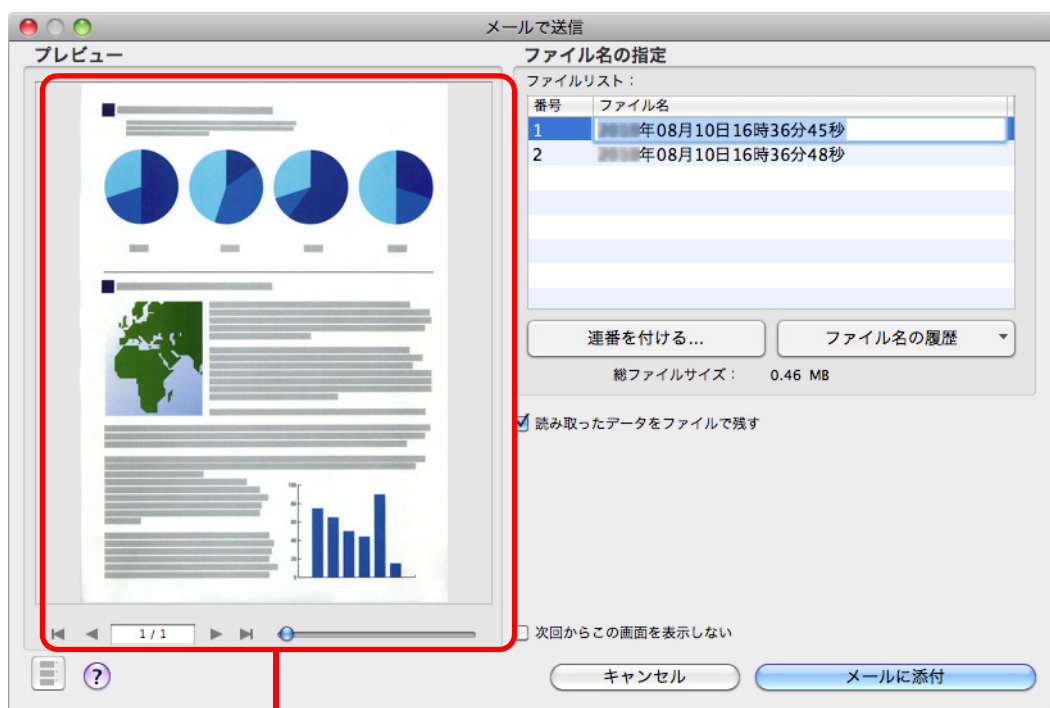 メールで送信
プレビュー
ファイル名の指定
ファイルリスト：
番号 ファイル名
1 年08月10日16時36分45秒
2 年08月10日16時36分48秒
連番を付ける... ファイル名の履歴
総ファイルサイズ： 0.46 MB
読み取ったデータをファイルで残す
1 / 1
次回からこの画面を表示しない
?
キャンセル メールに添付